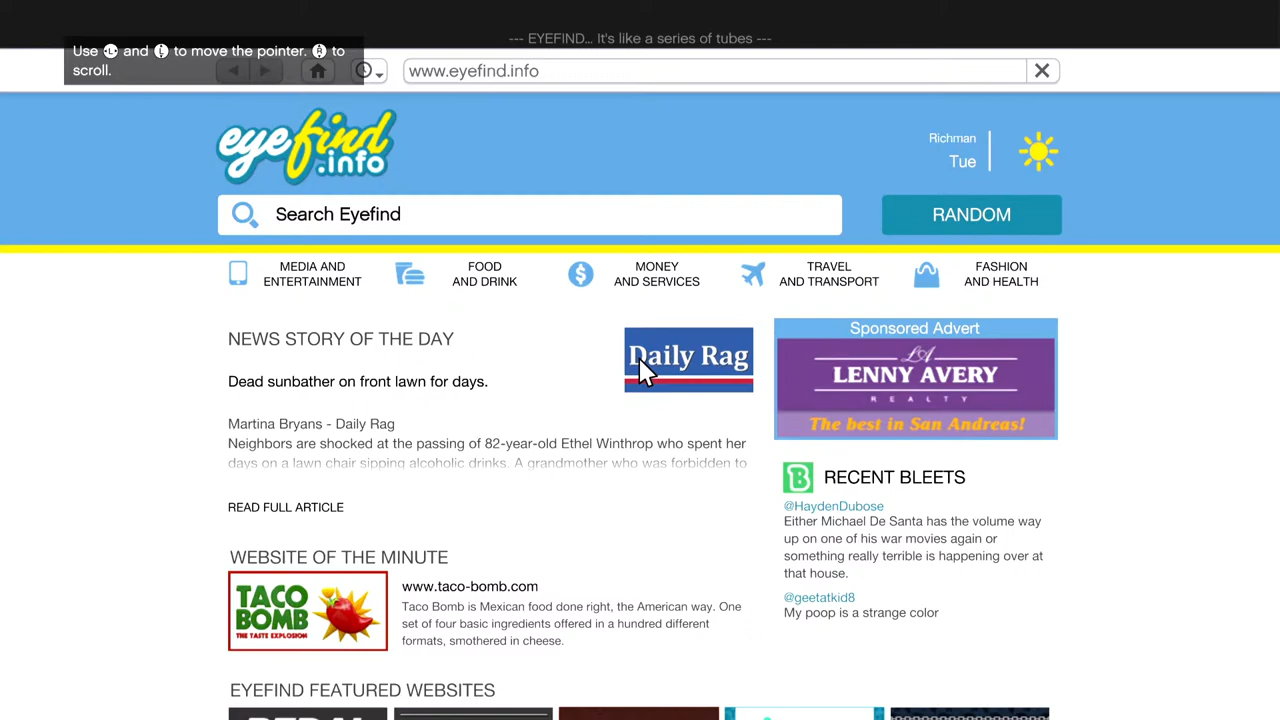 --- EYEFIND... It's like a series of tubes ---
Use L and L to move the pointer. R to
scroll.
www.eyefind.info
eyefind
.info
Richman
Tue
Search Eyefind
RANDOM
MEDIA AND
ENTERTAINMENT
FOOD
AND DRINK
MONEY
AND SERVICES
TRAVEL
AND TRANSPORT
FASHION
AND HEALTH
NEWS STORY OF THE DAY
Daily Rag
Dead sunbather on front lawn for days.
Martina Bryans - Daily Rag
Neighbors are shocked at the passing of 82-year-old Ethel Winthrop who spent her
days on a lawn chair sipping alcoholic drinks. A grandmother who was forbidden to
READ FULL ARTICLE
Sponsored Advert
LA
LENNY AVERY
REALTY
The best in San Andreas!
RECENT BLEETS
@HaydenDubose
Either Michael De Santa has the volume way
up on one of his war movies again or
something really terrible is happening over at
that house.
@geetatkid8
My poop is a strange color
WEBSITE OF THE MINUTE
TACO
BOMB
THE TASTE EXPLOSION
www.taco-bomb.com
Taco Bomb is Mexican food done right, the American way. One
set of four basic ingredients offered in a hundred different
formats, smothered in cheese.
EYEFIND FEATURED WEBSITES